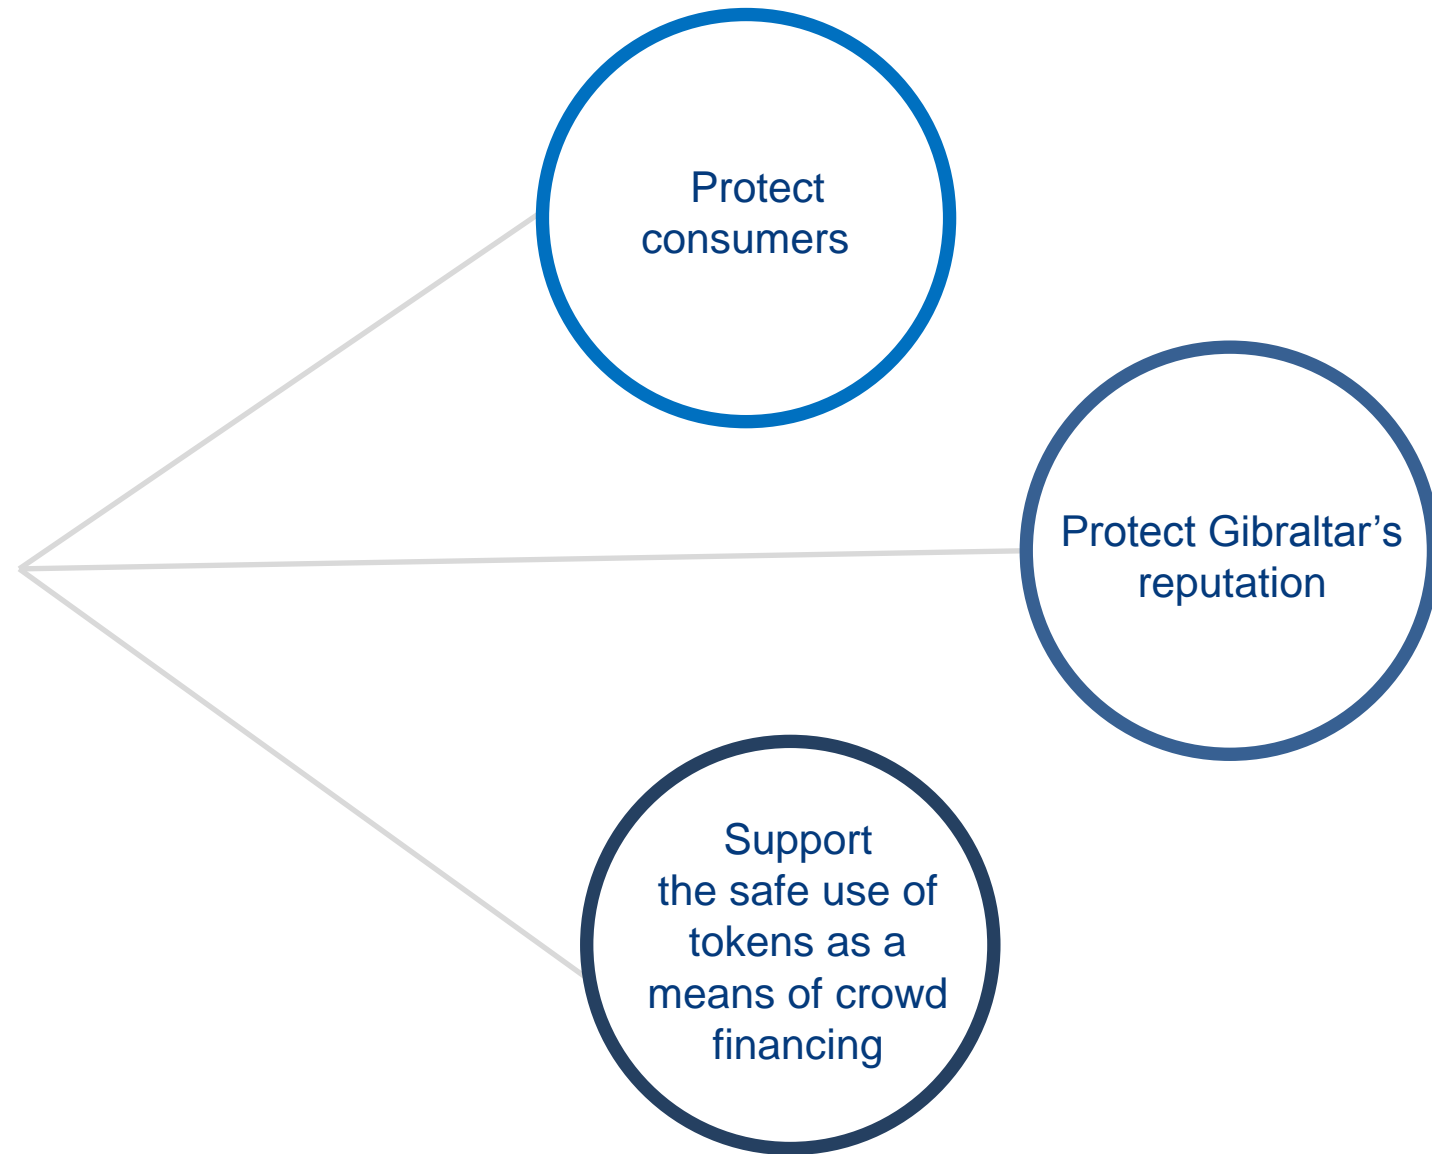 Protect
consumers
Protect Gibraltar’s
reputation
Support
the safe use of
tokens as a
means of crowd
financing